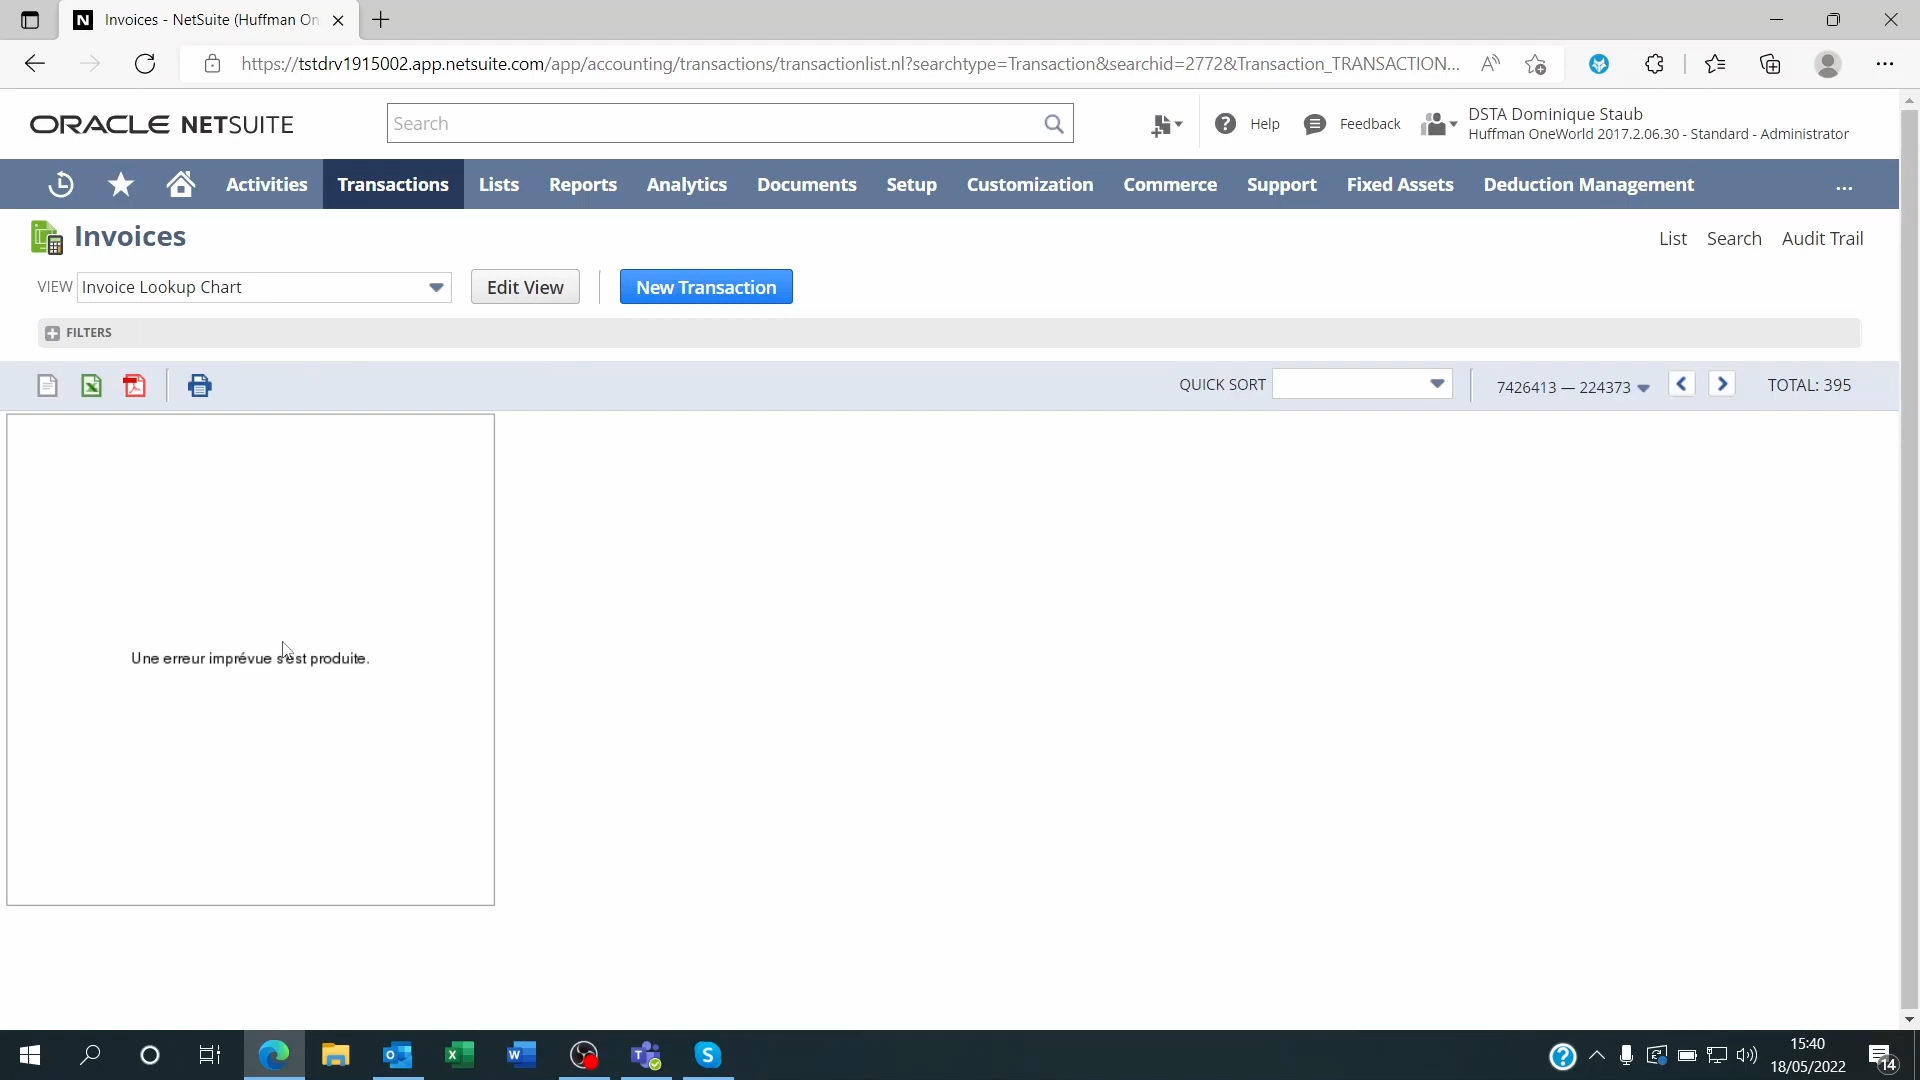 Invoices - NetSuite (Huffman On
https://tstdrv1915002.app.netsuite.com/app/accounting/transactions/transactionlist.nl?searchtype=Transaction&searchid=2772&Transaction_TRANSACTION...
ORACLE NETSUITE
Search
Help
Feedback
DSTA Dominique Staub
Huffman OneWorld 2017.2.06.30 - Standard - Administrator
Activities
Transactions
Lists
Reports
Analytics
Documents
Setup
Customization
Commerce
Support
Fixed Assets
Deduction Management
...
Invoices
List
Search
Audit Trail
VIEW
Invoice Lookup Chart
Edit View
New Transaction
FILTERS
QUICK SORT
7426413 — 224373
TOTAL: 395
Une erreur imprévue s'est produite.
15:40
18/05/2022
14